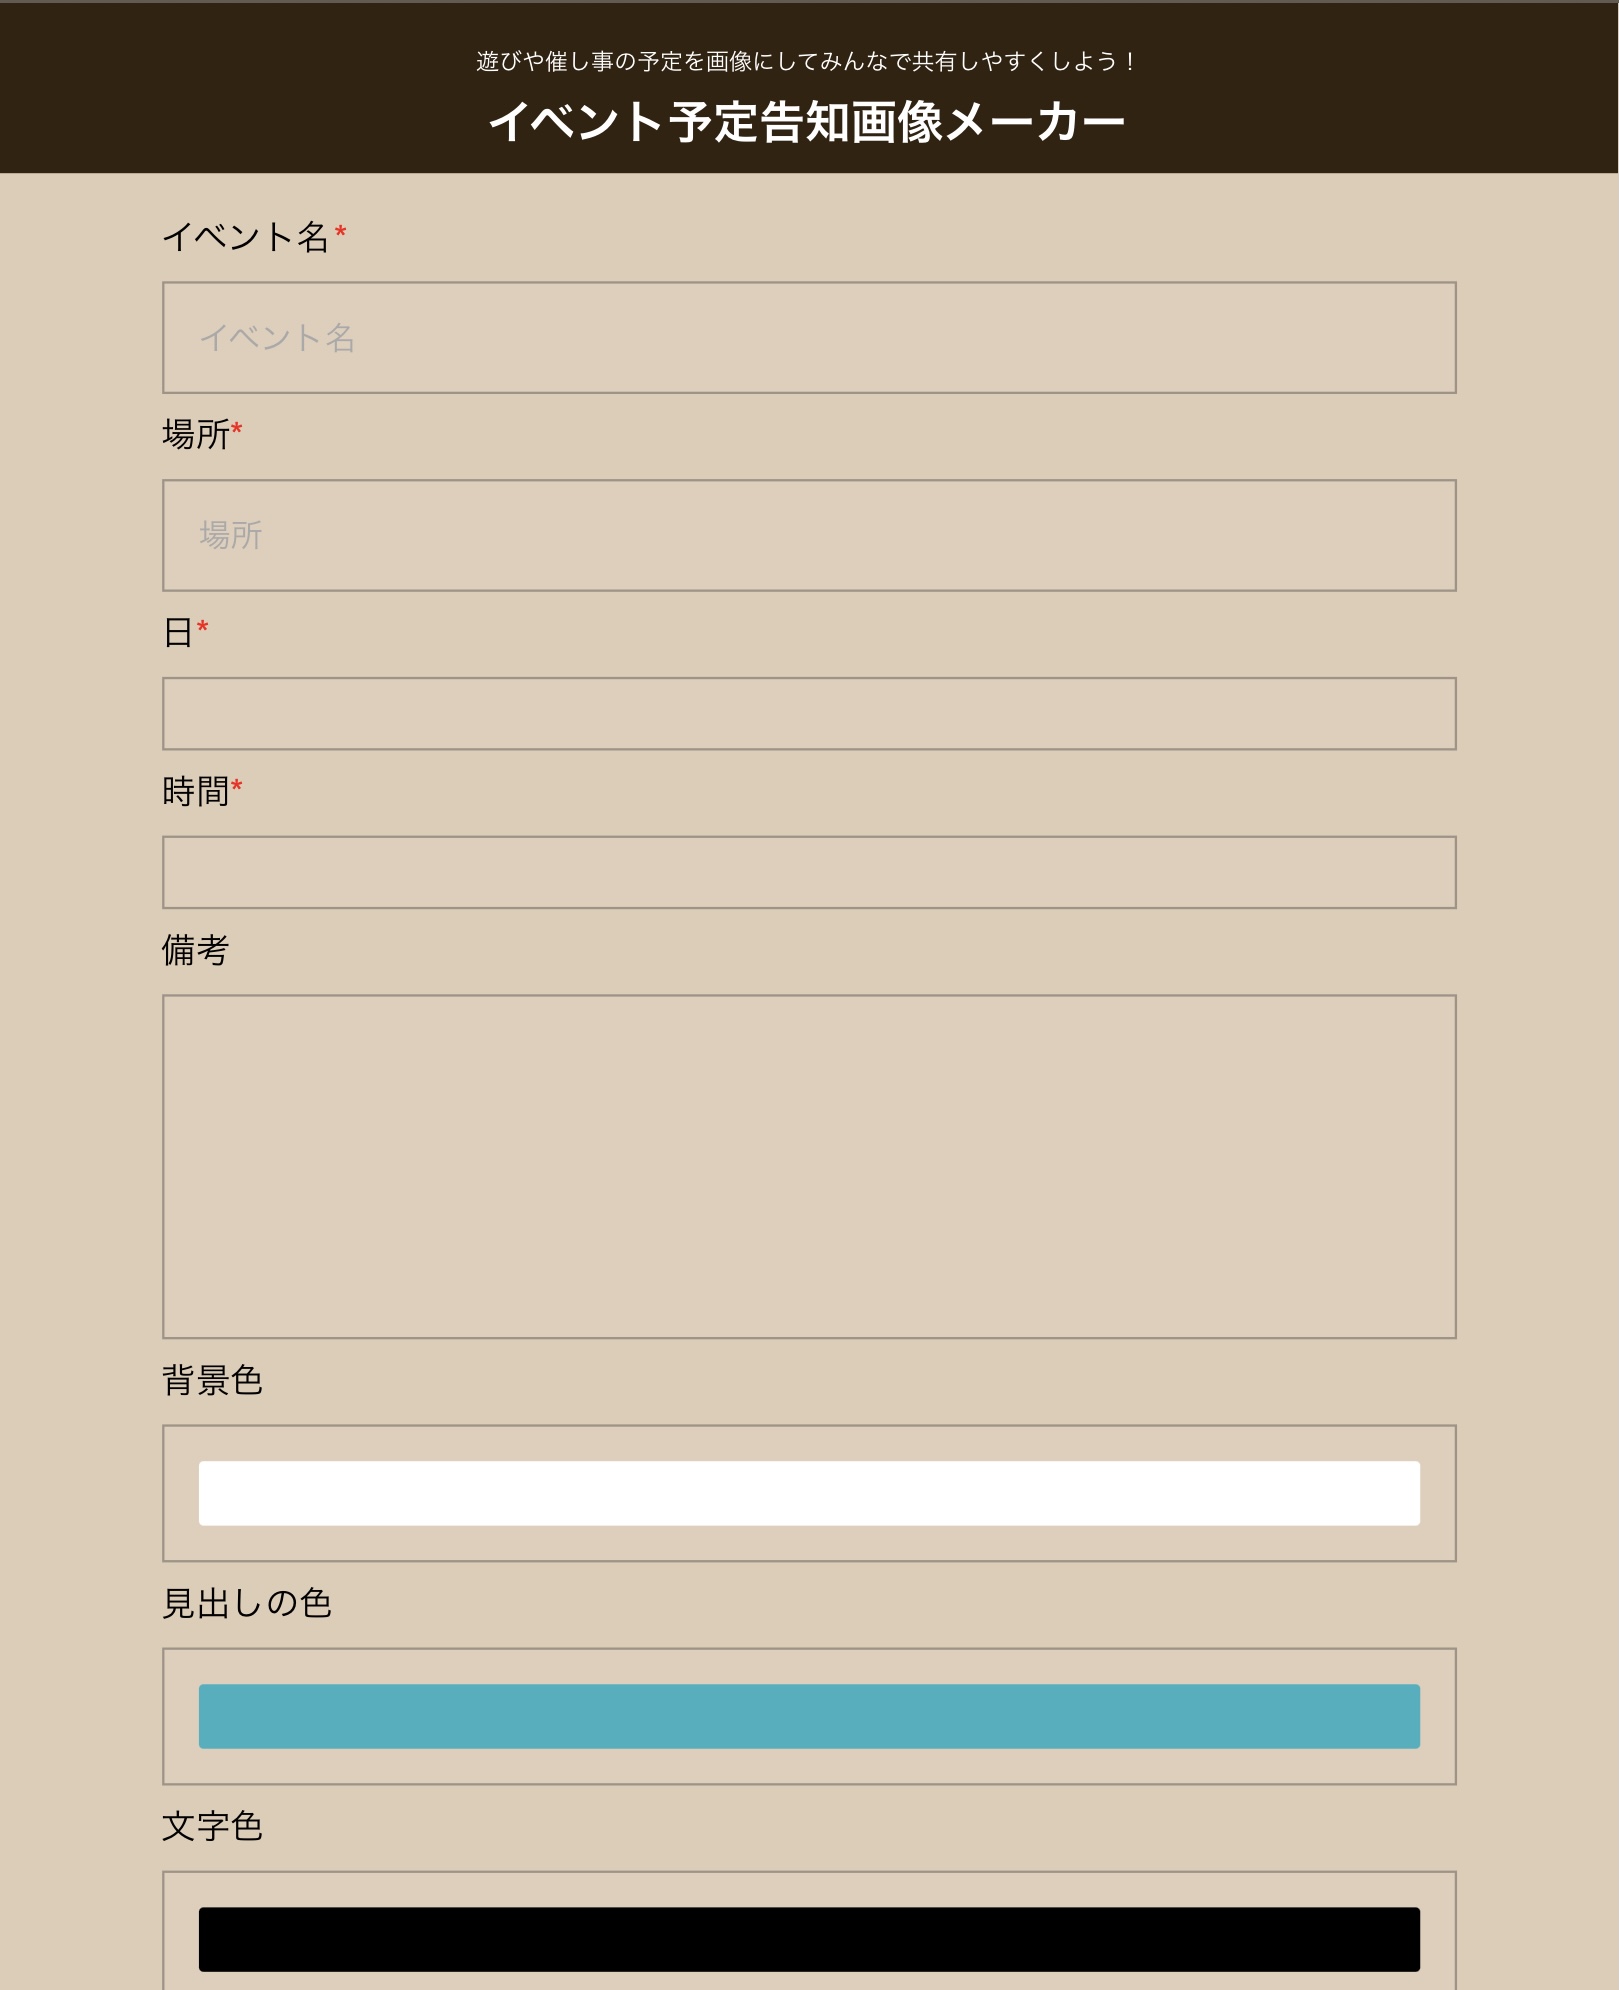 遊びや催し事の予定を画像にしてみんなで共有しやすくしよう！
イベント予定告知画像メーカー
イベント名*
イベント名
場所*
場所
日*
時間*
備考
背景色
見出しの色
文字色